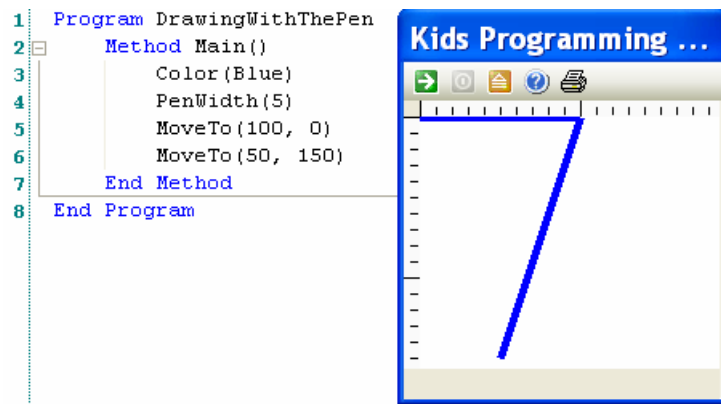 1 Program DrawingWithThePen
2 Method Main()
3 Color(Blue)
4 PenWidth(5)
5 MoveTo(100, 0)
6 MoveTo(50, 150)
7 End Method
8 End Program
Kids Programming ...